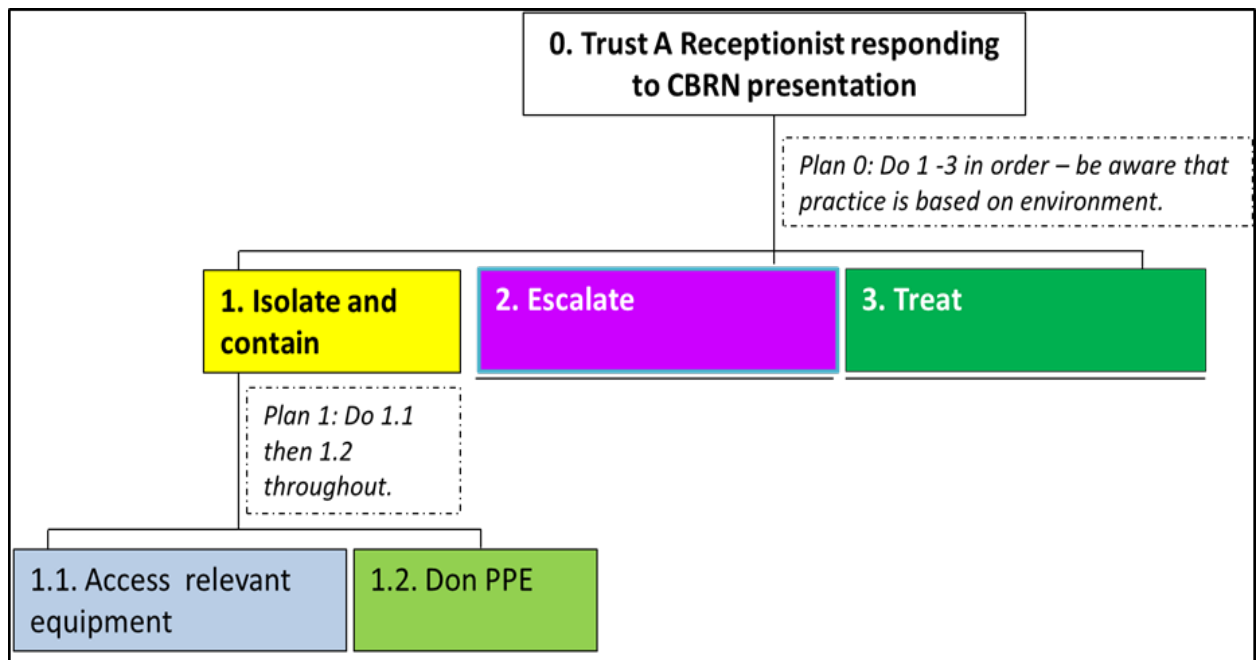 0. Trust A Receptionist responding
to CBRN presentation
Plan 0: Do 1 -3 in order – be aware that
practice is based on environment.
1. Isolate and
contain
2. Escalate
3. Treat
Plan 1: Do 1.1
then 1.2
throughout.
1.1. Access relevant
equipment
1.2. Don PPE